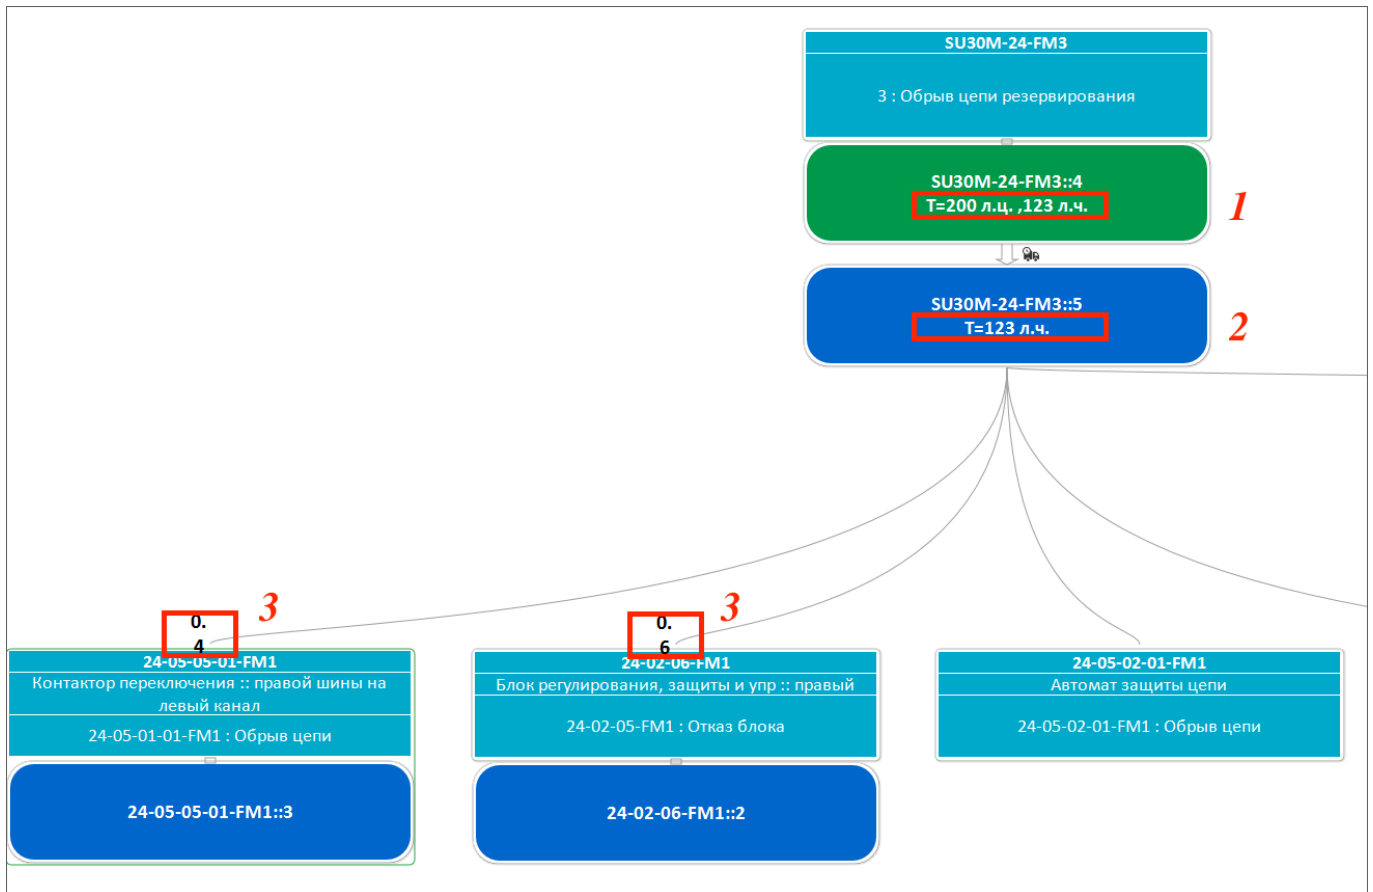 SU30M-24-FM3
3 : Обрыв цепи резервирования
SU30M-24-FM3::4
T=200 л.ц. ,123 л.ч.
1
SU30M-24-FM3::5
T=123 л.ч.
2
0.
4
3
24-05-05-01-FM1
Контактор переключения :: правой шины на
левый канал
24-05-01-01-FM1 : Обрыв цепи
24-05-05-01-FM1::3
0.
6
3
24-02-06-FM1
Блок регулирования, защиты и упр :: правый
24-02-05-FM1 : Отказ блока
24-02-06-FM1::2
24-05-02-01-FM1
Автомат защиты цепи
24-05-02-01-FM1 : Обрыв цепи